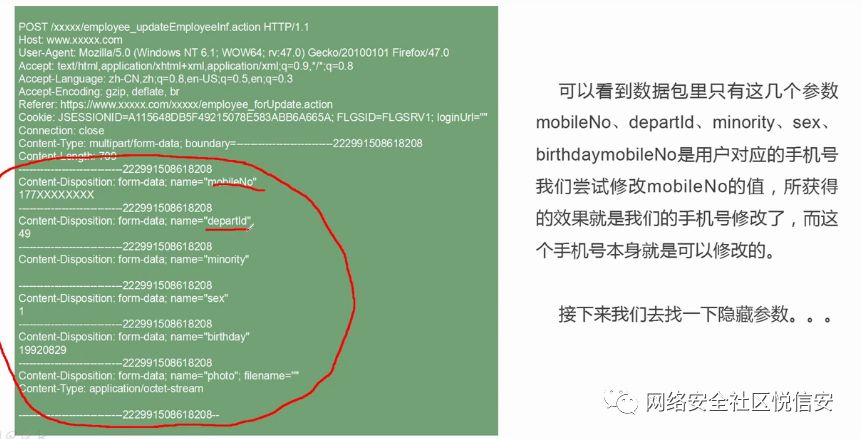 POST /xxxxx/employee_updateEmployeeInf.action HTTP/1.1
Host: www.xxxxx.com
User-Agent: Mozilla/5.0 (Windows NT 6.1; WOW64; rv:47.0) Gecko/20100101 Firefox/47.0
Accept: text/html,application/xhtml+xml,application/xml;q=0.9,*/*;q=0.8
Accept-Language: zh-CN,zh;q=0.8,en-US;q=0.5,en;q=0.3
Accept-Encoding: gzip, deflate, br
Referer: https://www.xxxxx.com/xxxxx/employee_forUpdate.action
Cookie: JSESSIONID=A115648DB5F49215078E583ABB6A665A; FLGSID=FLGSRV1; loginUrl=""
Connection: close
Content-Type: multipart/form-data; boundary=---------------------------222991508618208
Content-Length: 709
-----------------------------222991508618208
Content-Disposition: form-data; name="mobileNo"
177XXXXXXXX
-----------------------------222991508618208
Content-Disposition: form-data; name="departId"
49
-----------------------------222991508618208
Content-Disposition: form-data; name="minority"
-----------------------------222991508618208
Content-Disposition: form-data; name="sex"
1
-----------------------------222991508618208
Content-Disposition: form-data; name="birthday"
19920829
-----------------------------222991508618208
Content-Disposition: form-data; name="photo"; filename=""
Content-Type: application/octet-stream
-----------------------------222991508618208--
可以看到数据包里只有这几个参数
mobileNo、departId、minority、sex、
birthdaymobileNo是用户对应的手机号
我们尝试修改mobileNo的值，所获得
的效果就是我们的手机号修改了，而这
个手机号本身就是可以修改的。
接下来我们去找一下隐藏参数。。。
网络安全社区悦信安